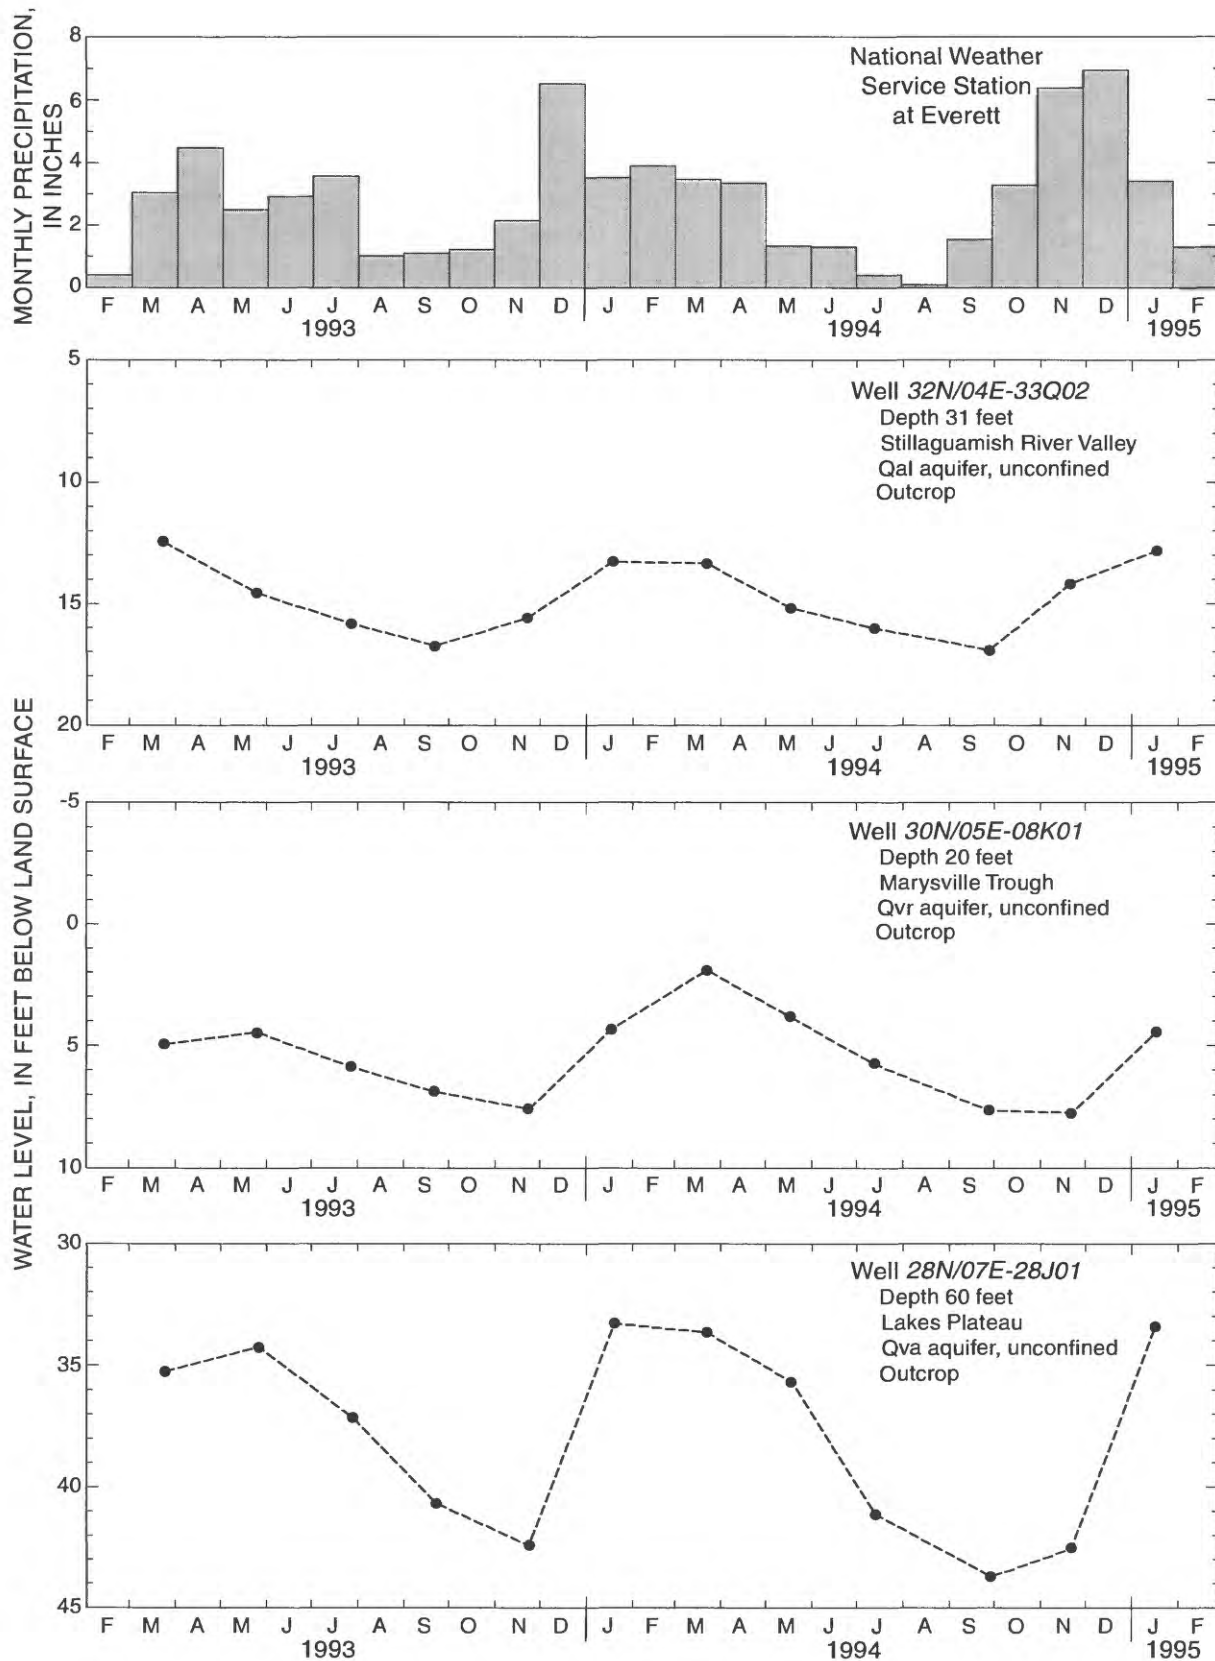 MONTHLY PRECIPITATION,
IN INCHES
8
6
4
2
0
National Weather
Service Station
at Everett
F M A M J J A S O N D J F M A M J J A S O N D J F
1993 1994 1995
WATER LEVEL, IN FEET BELOW LAND SURFACE
5
10
15
20
Well 32N/04E-33Q02
Depth 31 feet
Stillaguamish River Valley
Qal aquifer, unconfined
Outcrop
F M A M J J A S O N D J F M A M J J A S O N D J F
1993 1994 1995
-5
0
5
10
Well 30N/05E-08K01
Depth 20 feet
Marysville Trough
Qvr aquifer, unconfined
Outcrop
F M A M J J A S O N D J F M A M J J A S O N D J F
1993 1994 1995
30
35
40
45
Well 28N/07E-28J01
Depth 60 feet
Lakes Plateau
Qva aquifer, unconfined
Outcrop
F M A M J J A S O N D J F M A M J J A S O N D J F
1993 1994 1995